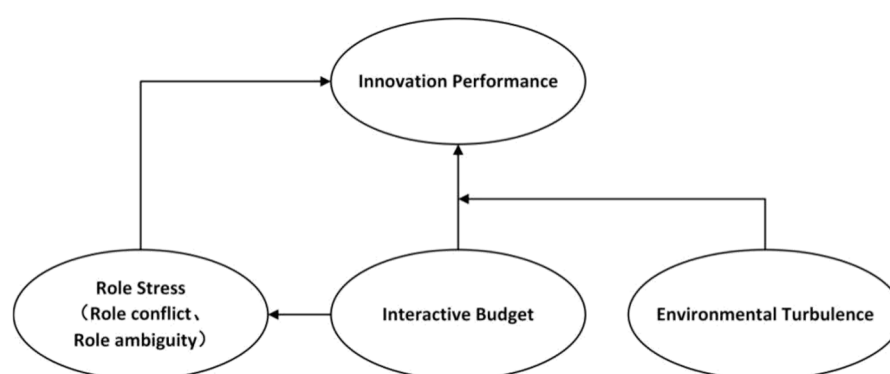 Innovation Performance
Role Stress
（Role conflict、
Role ambiguity）
Interactive Budget
Environmental Turbulence